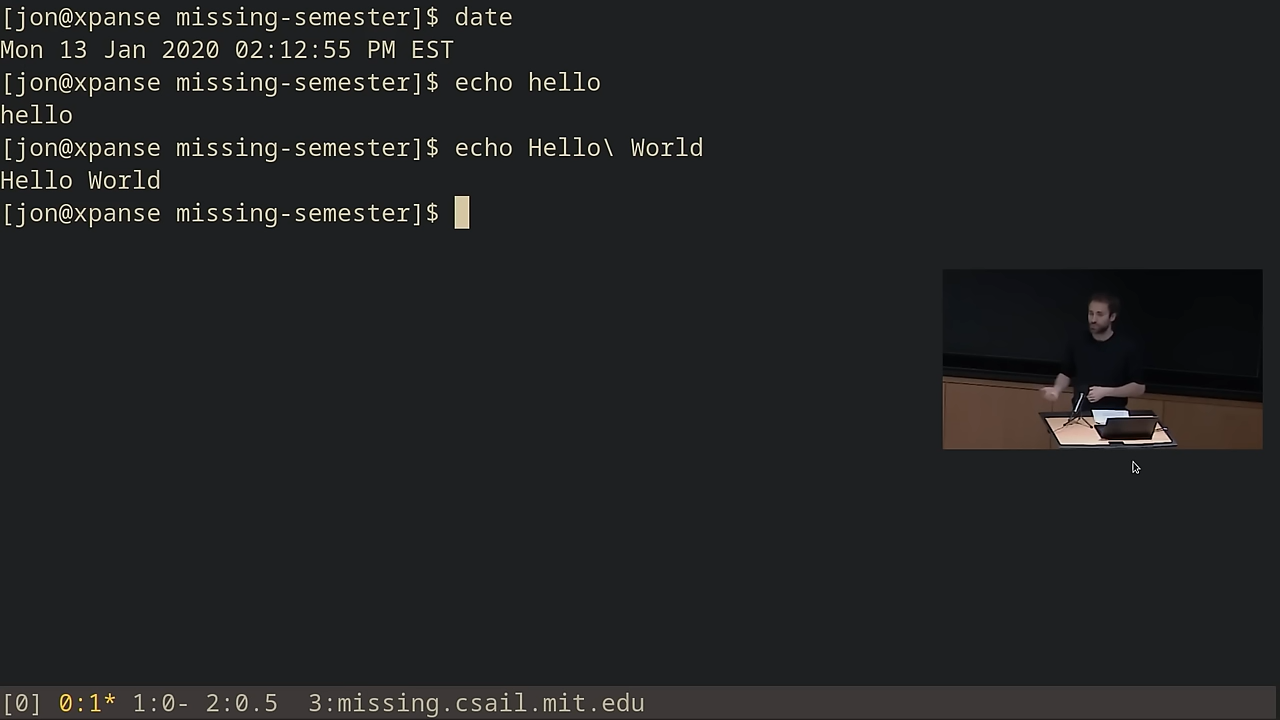 [jon@xpanse missing-semester]$ date
Mon 13 Jan 2020 02:12:55 PM EST
[jon@xpanse missing-semester]$ echo hello
hello
[jon@xpanse missing-semester]$ echo Hello\ World
Hello World
[jon@xpanse missing-semester]$
[0] 0:1* 1:0- 2:0.5  3:missing.csail.mit.edu